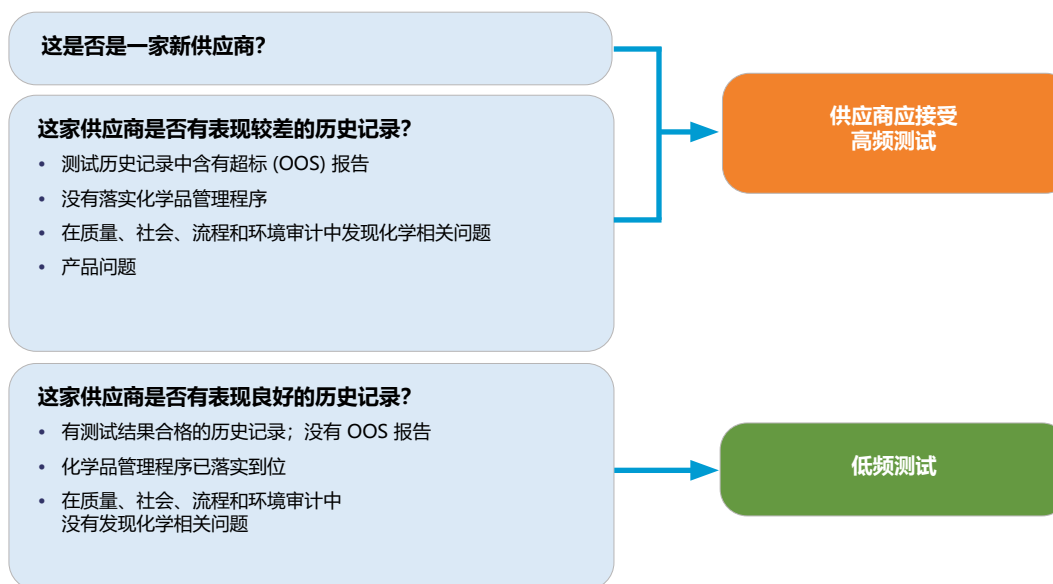 这是否是一家新供应商？
这家供应商是否有表现较差的历史记录？
• 测试历史记录中含有超标 (OOS) 报告
• 没有落实化学品管理程序
• 在质量、社会、流程和环境审计中发现化学相关问题
• 产品问题
供应商应接受
高频测试
这家供应商是否有表现良好的历史记录？
• 有测试结果合格的历史记录；没有 OOS 报告
• 化学品管理程序已落实到位
• 在质量、社会、流程和环境审计中
没有发现化学相关问题
低频测试